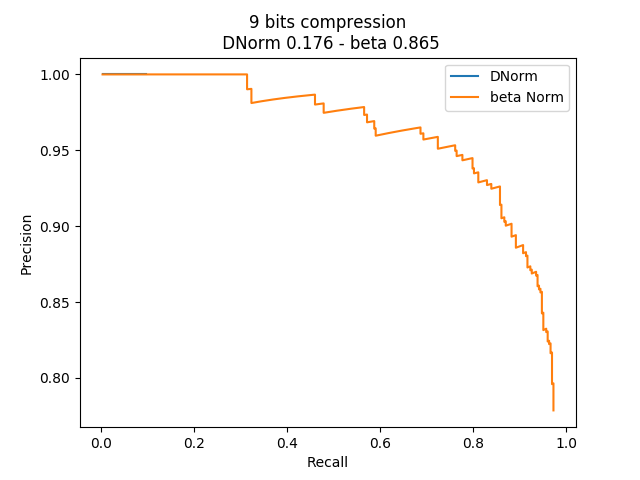 9 bits compression
DNorm 0.176 - beta 0.865
DNorm
beta Norm
1.00
0.95
0.90
0.85
0.80
Precision
0.0 0.2 0.4 0.6 0.8 1.0
Recall